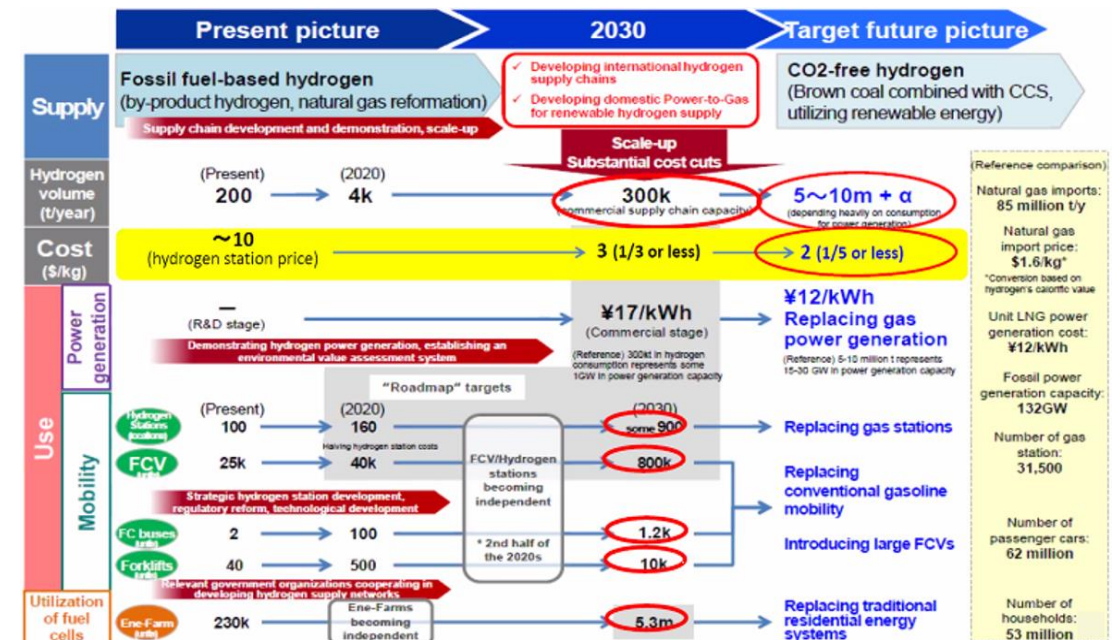 Present picture
2030
Target future picture
Supply
Fossil fuel-based hydrogen
(by-product hydrogen, natural gas reformation)
Supply chain development and demonstration, scale-up
✓ Developing international hydrogen
supply chains
✓ Developing domestic Power-to-Gas
for renewable hydrogen supply
CO2-free hydrogen
(Brown coal combined with CCS,
utilizing renewable energy)
Scale-up
Substantial cost cuts
Hydrogen
volume
(t/year)
(Present)
200
(2020)
4k
300k
(commercial supply chain capacity)
5~10m + α
(depending heavily on consumption
for power generation)
Cost
($/kg)
~10
(hydrogen station price)
3 (1/3 or less)
2 (1/5 or less)
Use
Power
generation
—
(R&D stage)
Demonstrating hydrogen power generation, establishing an
environmental value assessment system
¥17/kWh
(Commercial stage)
(Reference) 300kt in hydrogen
consumption represents some
1GW in power generation capacity
¥12/kWh
Replacing gas
power generation
(Reference) 5-10 million t represents
15-30 GW in power generation capacity
"Roadmap" targets
Mobility
Hydrogen
Stations
(locations)
(Present)
100
(2020)
160
Halving hydrogen station costs
(2030)
some 900
Replacing gas stations
FCV
(units)
25k
40k
800k
FCV/Hydrogen
stations
becoming
independent
* 2nd half of
the 2020s
Replacing
conventional gasoline
mobility
Strategic hydrogen station development,
regulatory reform, technological development
FC buses
(units)
2
100
1.2k
Introducing large FCVs
Forklifts
(units)
40
500
10k
Relevant government organizations cooperating in
developing hydrogen supply networks
Utilization
of fuel
cells
Ene-Farm
(units)
230k
Ene-Farms
becoming
independent
5.3m
Replacing traditional
residential energy
systems
(Reference comparison)
Natural gas imports:
85 million t/y
Natural gas
import price:
$1.6/kg*
*Conversion based on
hydrogen's calorific value
Unit LNG power
generation cost:
¥12/kWh
Fossil power
generation capacity:
132GW
Number of gas
station:
31,500
Number of
passenger cars:
62 million
Number of
households:
53 million